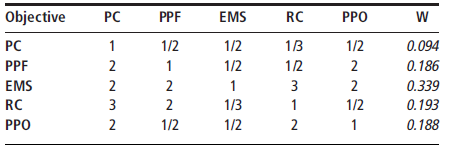 Objective PC PPF EMS RC PPO W
PC 1 1/2 1/2 1/3 1/2 0.094
PPF 2 1 1/2 1/2 2 0.186
EMS 2 2 1 3 2 0.339
RC 3 2 1/3 1 1/2 0.193
PPO 2 1/2 1/2 2 1 0.188